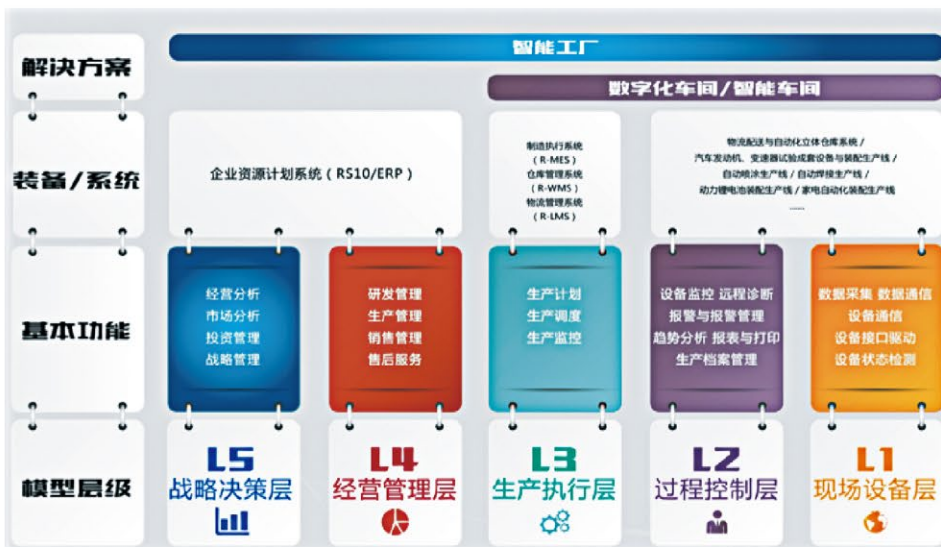 解决方案
智能工厂
数字化车间/智能车间
装备/系统
企业资源计划系统（RS10/ERP）
制造执行系统
（R-MES）
仓库管理系统
（R-WMS）
物流管理系统
（R-LMS）
物流配送与自动化立体仓库系统 /
汽车发动机、变速器试验成套设备与装配生产线 /
自动喷涂生产线 / 自动焊接生产线 /
动力锂电池装配生产线 / 家电自动化装配生产线
......
基本功能
经营分析
市场分析
投资管理
战略管理
研发管理
生产管理
销售管理
售后服务
生产计划
生产调度
生产监控
设备监控 远程诊断
报警与报警管理
趋势分析 报表与打印
生产档案管理
数据采集 数据通信
设备通信
设备接口驱动
设备状态检测
模型层级
L5
战略决策层
L4
经营管理层
L3
生产执行层
L2
过程控制层
L1
现场设备层